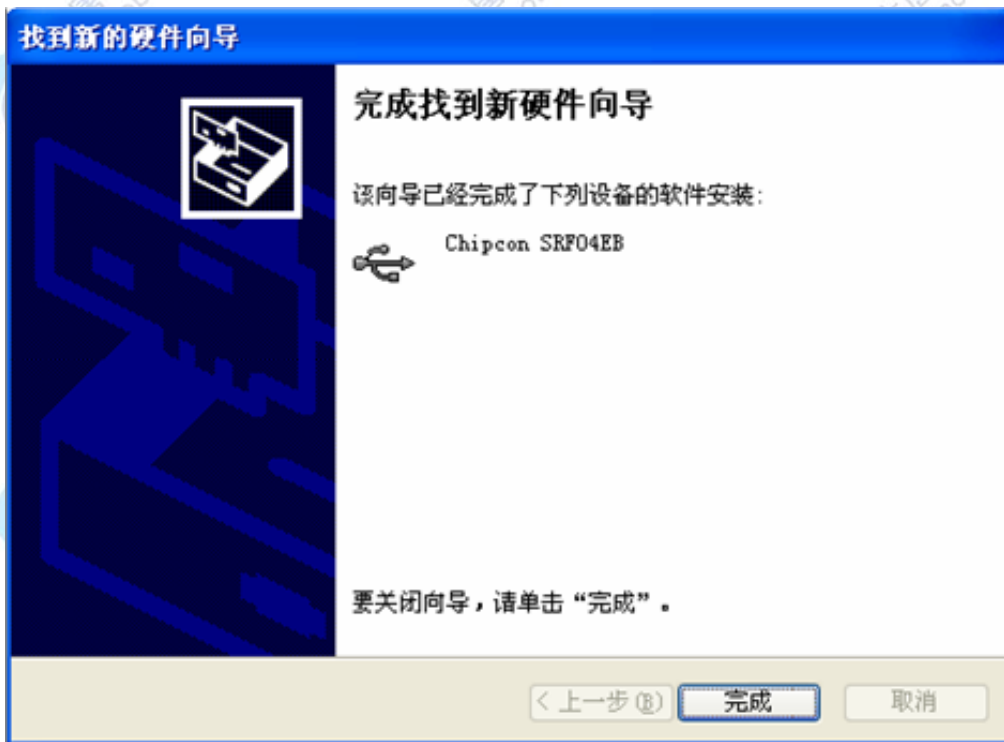 找到新的硬件向导
完成找到新硬件向导
该向导已经完成了下列设备的软件安装:
Chipcon SRF04EB
要关闭向导，请单击“完成”。
< 上一步(B) 完成 取消